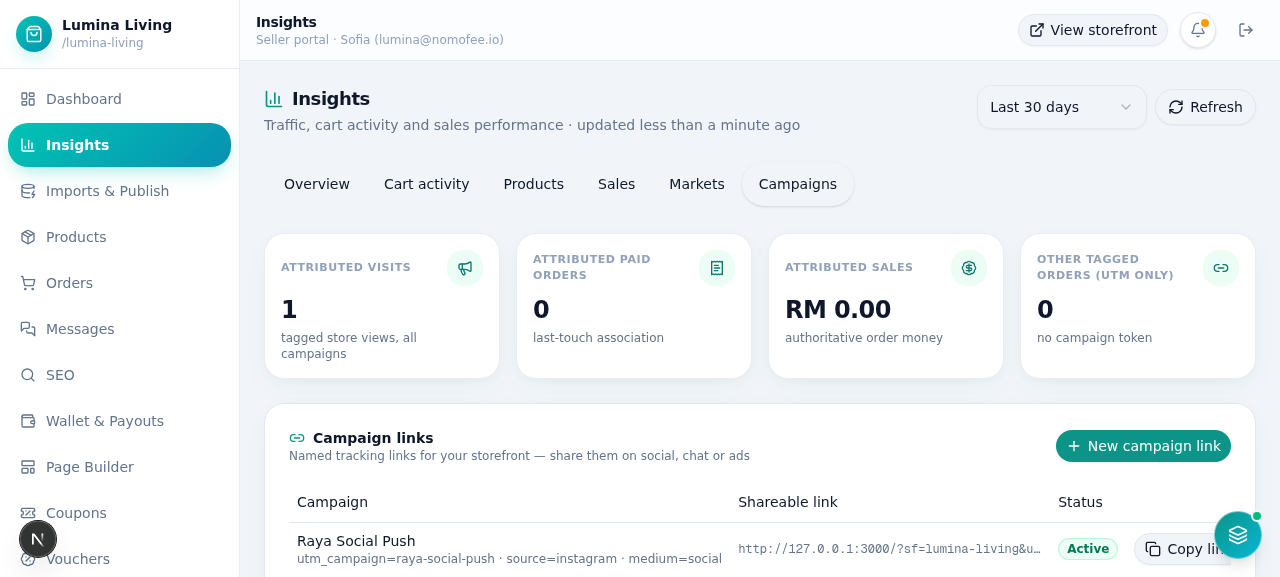 Lumina Living
/lumina-living
Dashboard
Insights
Imports & Publish
Products
Orders
Messages
SEO
Wallet & Payouts
Page Builder
Coupons
Vouchers
N
Insights
Seller portal · Sofia (lumina@nomofee.io)
View storefront
Insights
Traffic, cart activity and sales performance · updated less than a minute ago
Last 30 days
Refresh
Overview
Cart activity
Products
Sales
Markets
Campaigns
ATTRIBUTED VISITS
1
tagged store views, all
campaigns
ATTRIBUTED PAID
ORDERS
0
last-touch association
ATTRIBUTED SALES
RM 0.00
authoritative order money
OTHER TAGGED
ORDERS (UTM ONLY)
0
no campaign token
Campaign links
Named tracking links for your storefront — share them on social, chat or ads
New campaign link
Campaign
Shareable link
Status
Raya Social Push
utm_campaign=raya-social-push · source=instagram · medium=social
http://127.0.0.1:3000/?sf=lumina-living&u…
Active
Copy